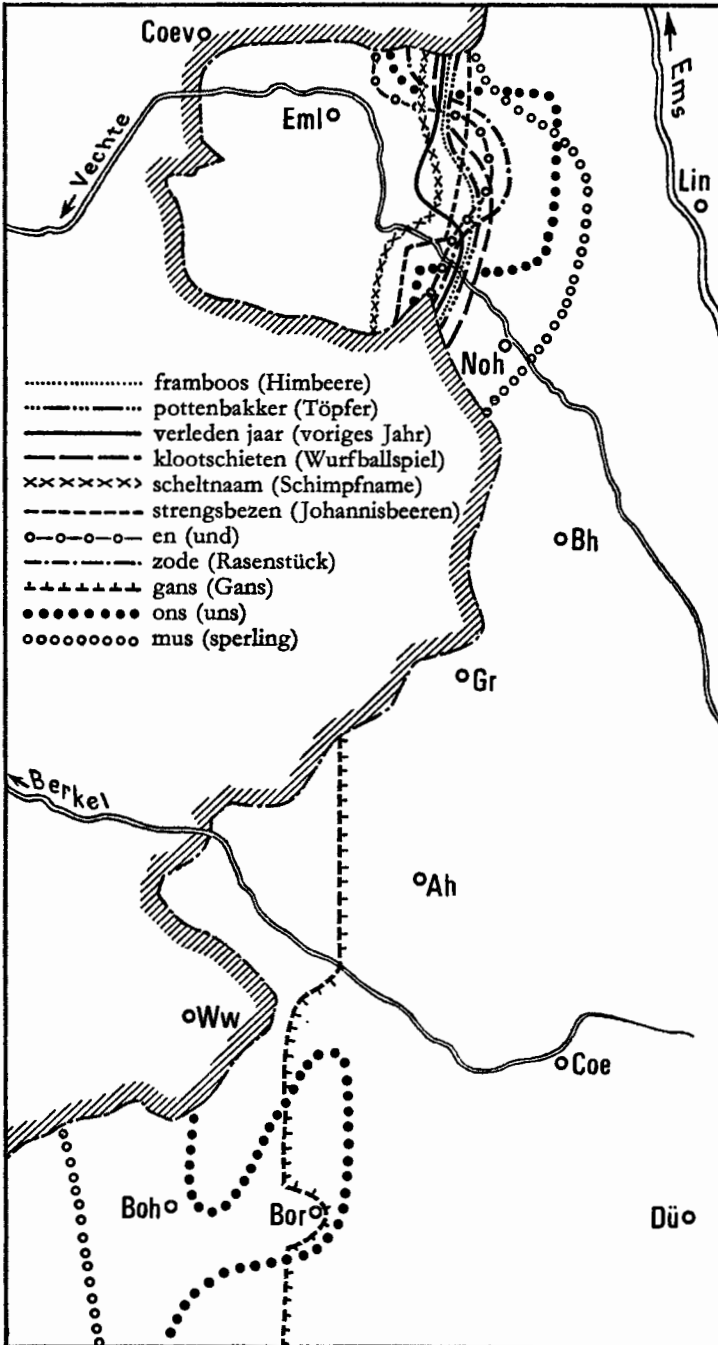 Coev
Ems
Eml
Vechte
Lin
Noh
framboos (Himbeere)
pottenbakker (Töpfer)
verleden jaar (voriges Jahr)
klootschieten (Wurfballspiel)
scheltnaam (Schimpfname)
strengsbezen (Johannisbeeren)
en (und)
zode (Rasenstück)
gans (Gans)
ons (uns)
mus (sperling)
Bh
Gr
Berkel
Ah
Ww
Coe
Boh
Bor
Dü